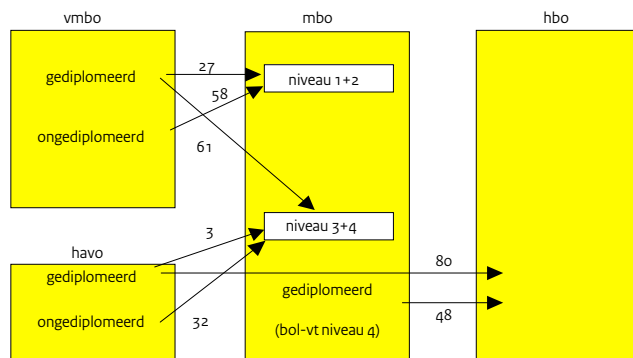 vmbo
mbo
hbo
gediplomeerd
27
niveau 1+2
58
ongediplomeerd
61
niveau 3+4
3
havo
80
gediplomeerd
gediplomeerd
ongediplomeerd
32
48
(bol-vt niveau 4)